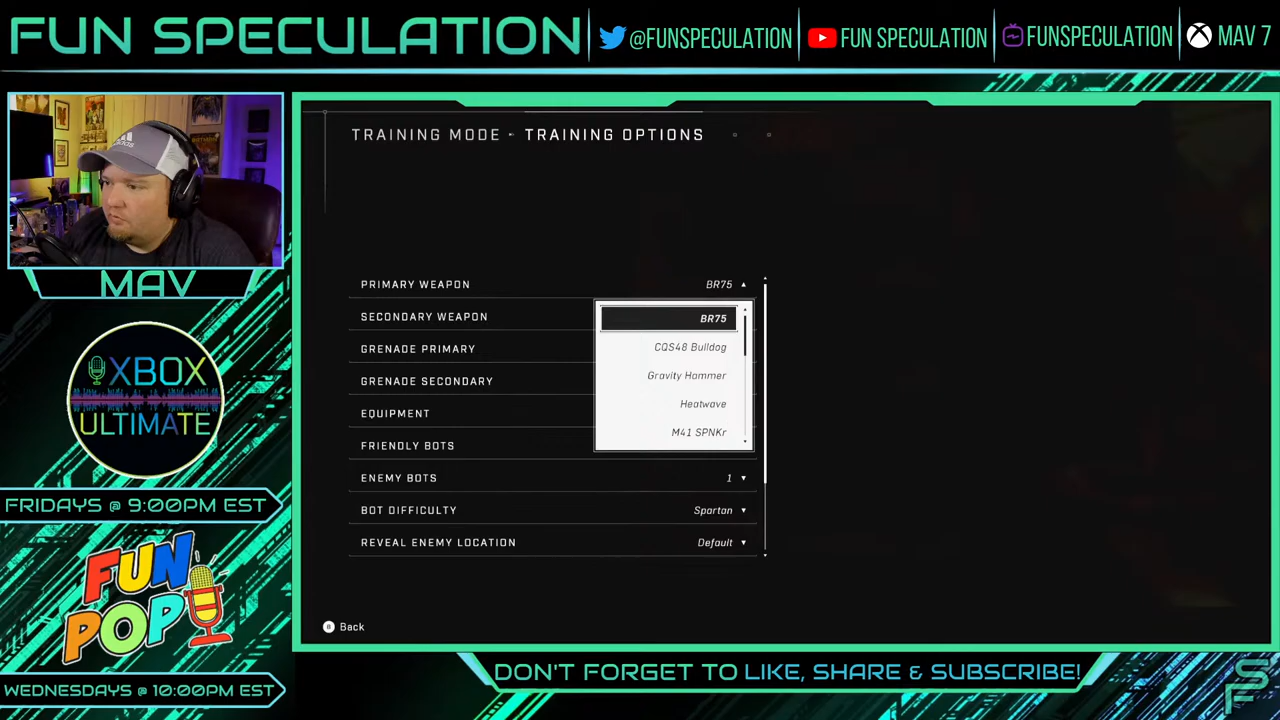 FUN SPECULATION
@FUNSPECULATION
FUN SPECULATION
FUNSPECULATION
MAV 7
TRAINING MODE - TRAINING OPTIONS
MAV
XBOX
ULTIMATE
FRIDAYS @ 9:00PM EST
FUN
POP
WEDNESDAYS @ 10:00PM EST
PRIMARY WEAPON BR75
SECONDARY WEAPON
GRENADE PRIMARY
GRENADE SECONDARY
EQUIPMENT
FRIENDLY BOTS
BR75
CQS48 Bulldog
Gravity Hammer
Heatwave
M41 SPNKr
ENEMY BOTS 1
BOT DIFFICULTY Spartan
REVEAL ENEMY LOCATION Default
B Back
DON'T FORGET TO LIKE, SHARE & SUBSCRIBE!
SF